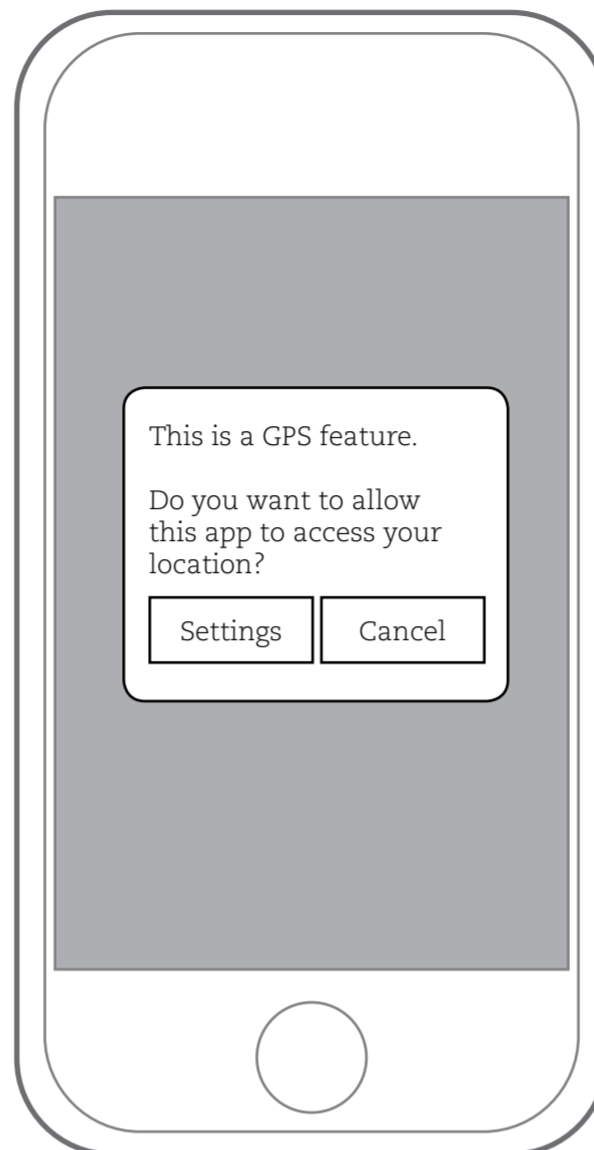 This is a GPS feature.
Do you want to allow
this app to access your
location?
Settings
Cancel